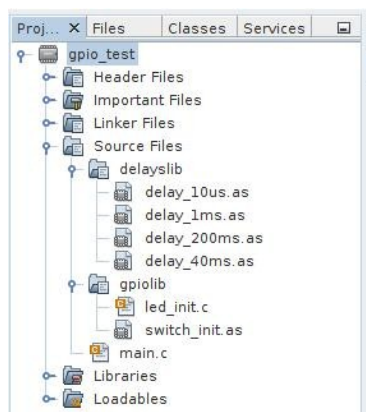 Proj... X Files Classes Services
gpio_test
Header Files
Important Files
Linker Files
Source Files
delayslib
delay_10us.as
delay_1ms.as
delay_200ms.as
delay_40ms.as
gpiolib
led_init.c
switch_init.as
main.c
Libraries
Loadables